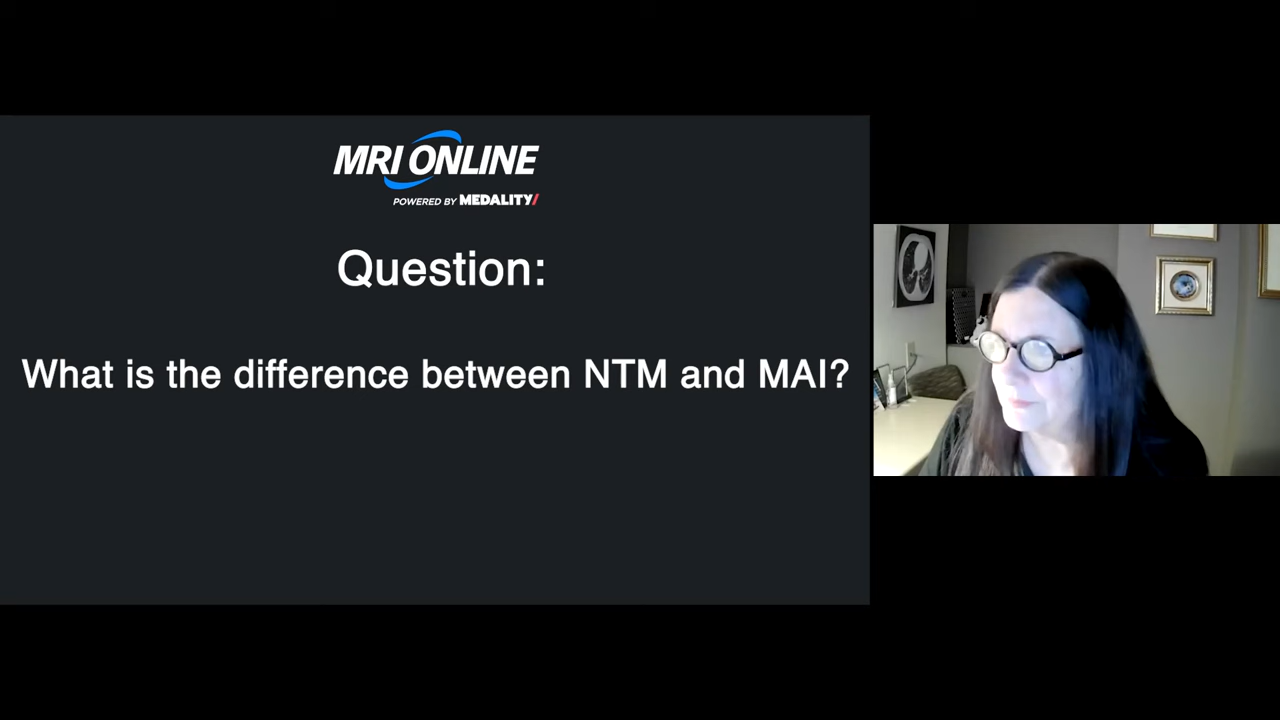 MRI ONLINE
POWERED BY MEDALITY/
Question:
What is the difference between NTM and MAI?